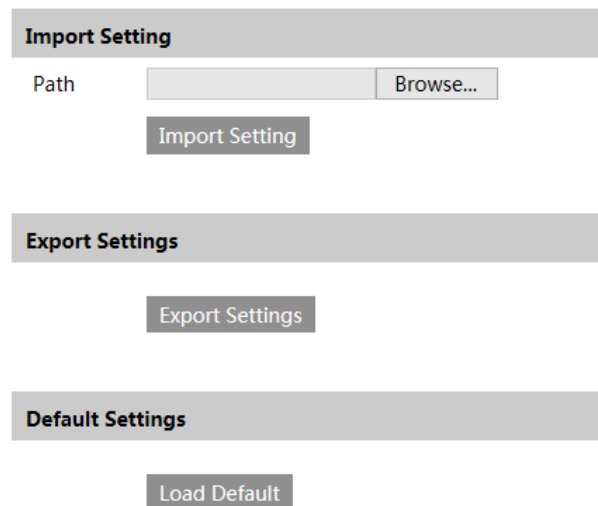 Import Setting
Path Browse...
Import Setting
Export Settings
Export Settings
Default Settings
Load Default